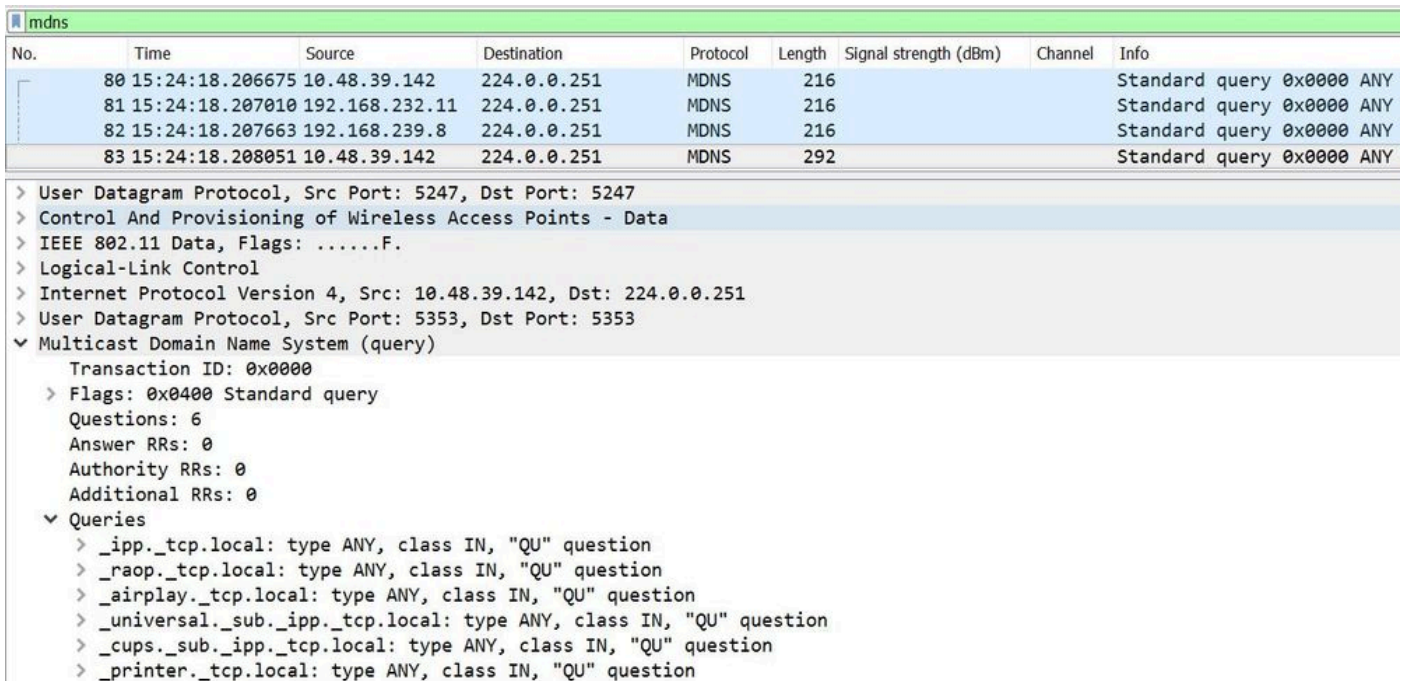 mdns
No. Time Source Destination Protocol Length Signal strength (dBm) Channel Info
80 15:24:18.206675 10.48.39.142 224.0.0.251 MDNS 216 Standard query 0x0000 ANY
81 15:24:18.207010 192.168.232.11 224.0.0.251 MDNS 216 Standard query 0x0000 ANY
82 15:24:18.207663 192.168.239.8 224.0.0.251 MDNS 216 Standard query 0x0000 ANY
83 15:24:18.208051 10.48.39.142 224.0.0.251 MDNS 292 Standard query 0x0000 ANY
> User Datagram Protocol, Src Port: 5247, Dst Port: 5247
> Control And Provisioning of Wireless Access Points - Data
> IEEE 802.11 Data, Flags: ......F.
> Logical-Link Control
> Internet Protocol Version 4, Src: 10.48.39.142, Dst: 224.0.0.251
> User Datagram Protocol, Src Port: 5353, Dst Port: 5353
Multicast Domain Name System (query)
Transaction ID: 0x0000
> Flags: 0x0400 Standard query
Questions: 6
Answer RRs: 0
Authority RRs: 0
Additional RRs: 0
Queries
> _ipp._tcp.local: type ANY, class IN, "QU" question
> _raop._tcp.local: type ANY, class IN, "QU" question
> _airplay._tcp.local: type ANY, class IN, "QU" question
> _universal._sub._ipp._tcp.local: type ANY, class IN, "QU" question
> _cups._sub._ipp._tcp.local: type ANY, class IN, "QU" question
> _printer._tcp.local: type ANY, class IN, "QU" question